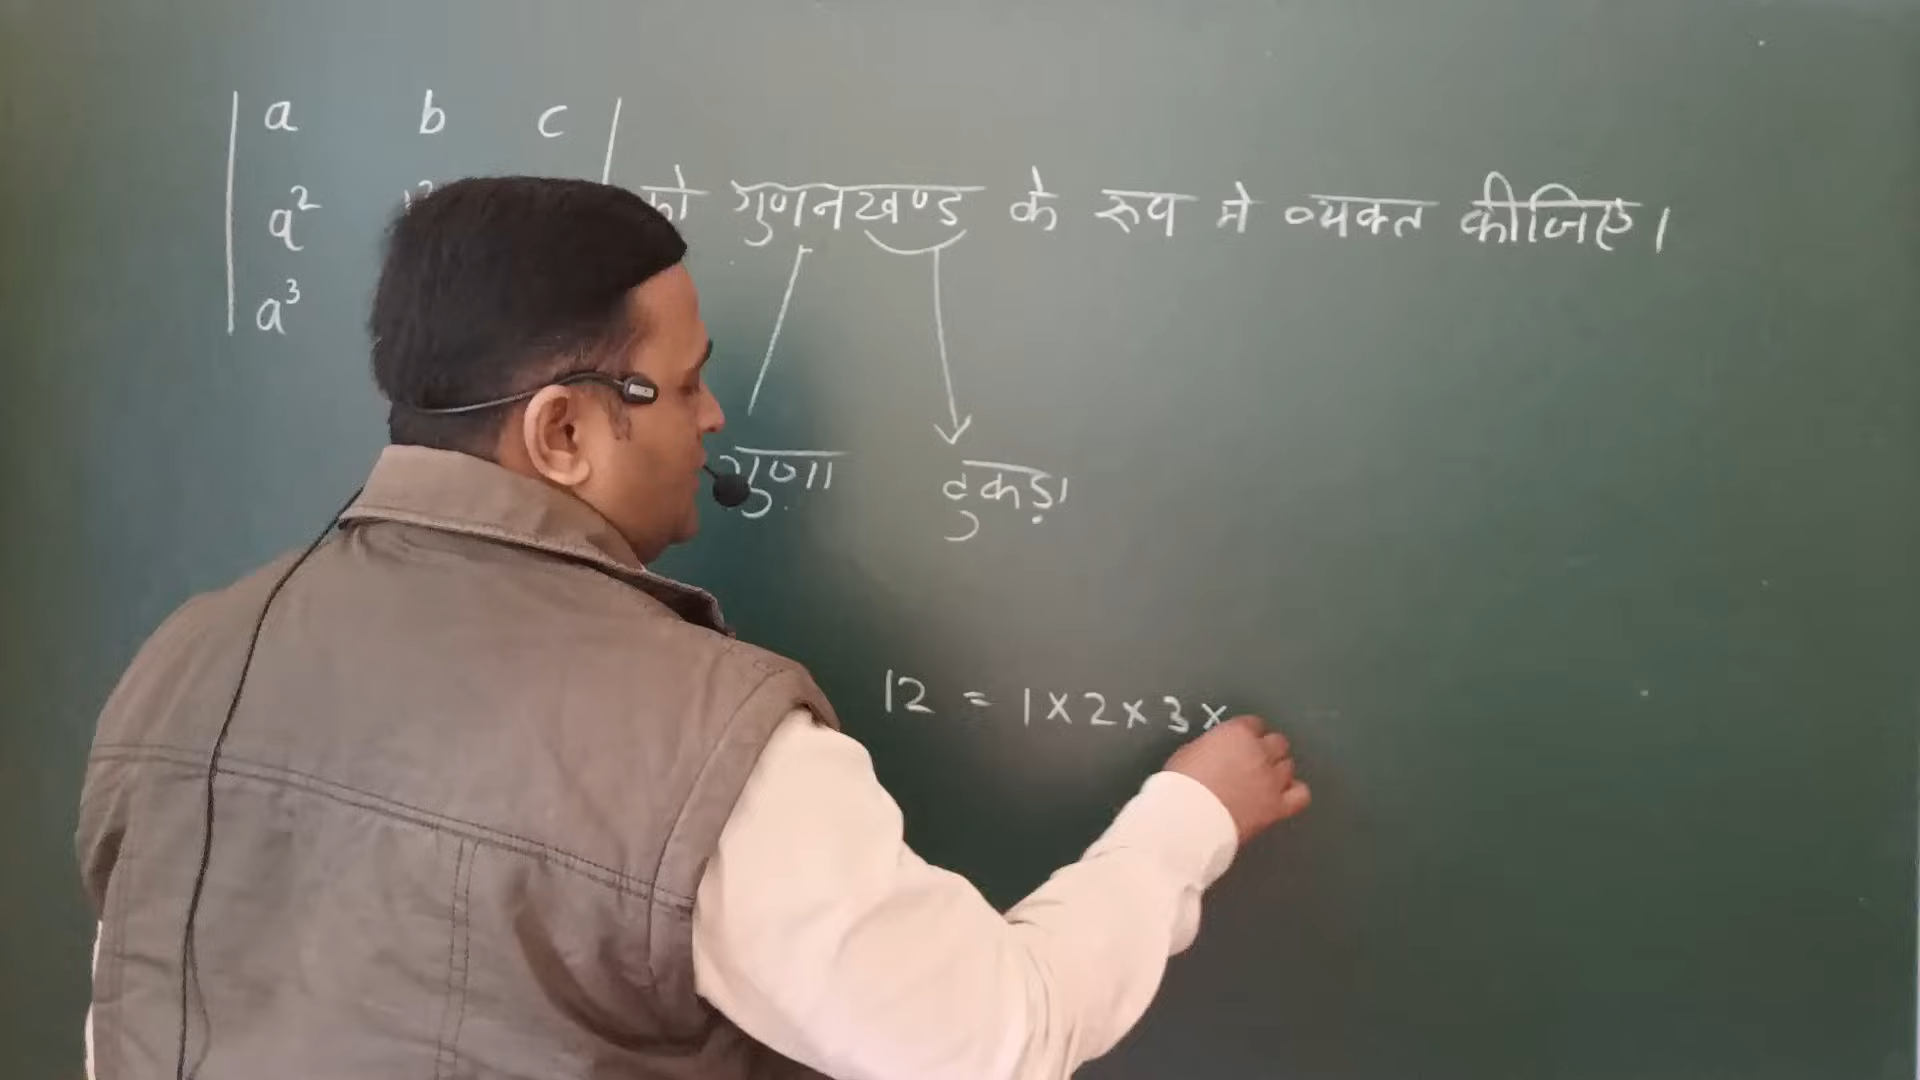 | a b c |
a² को गुणनखण्ड के रूप मे व्यक्त कीजिए।
a³
गुणा टुकड़ा
12 = 1 × 2 × 3 ×